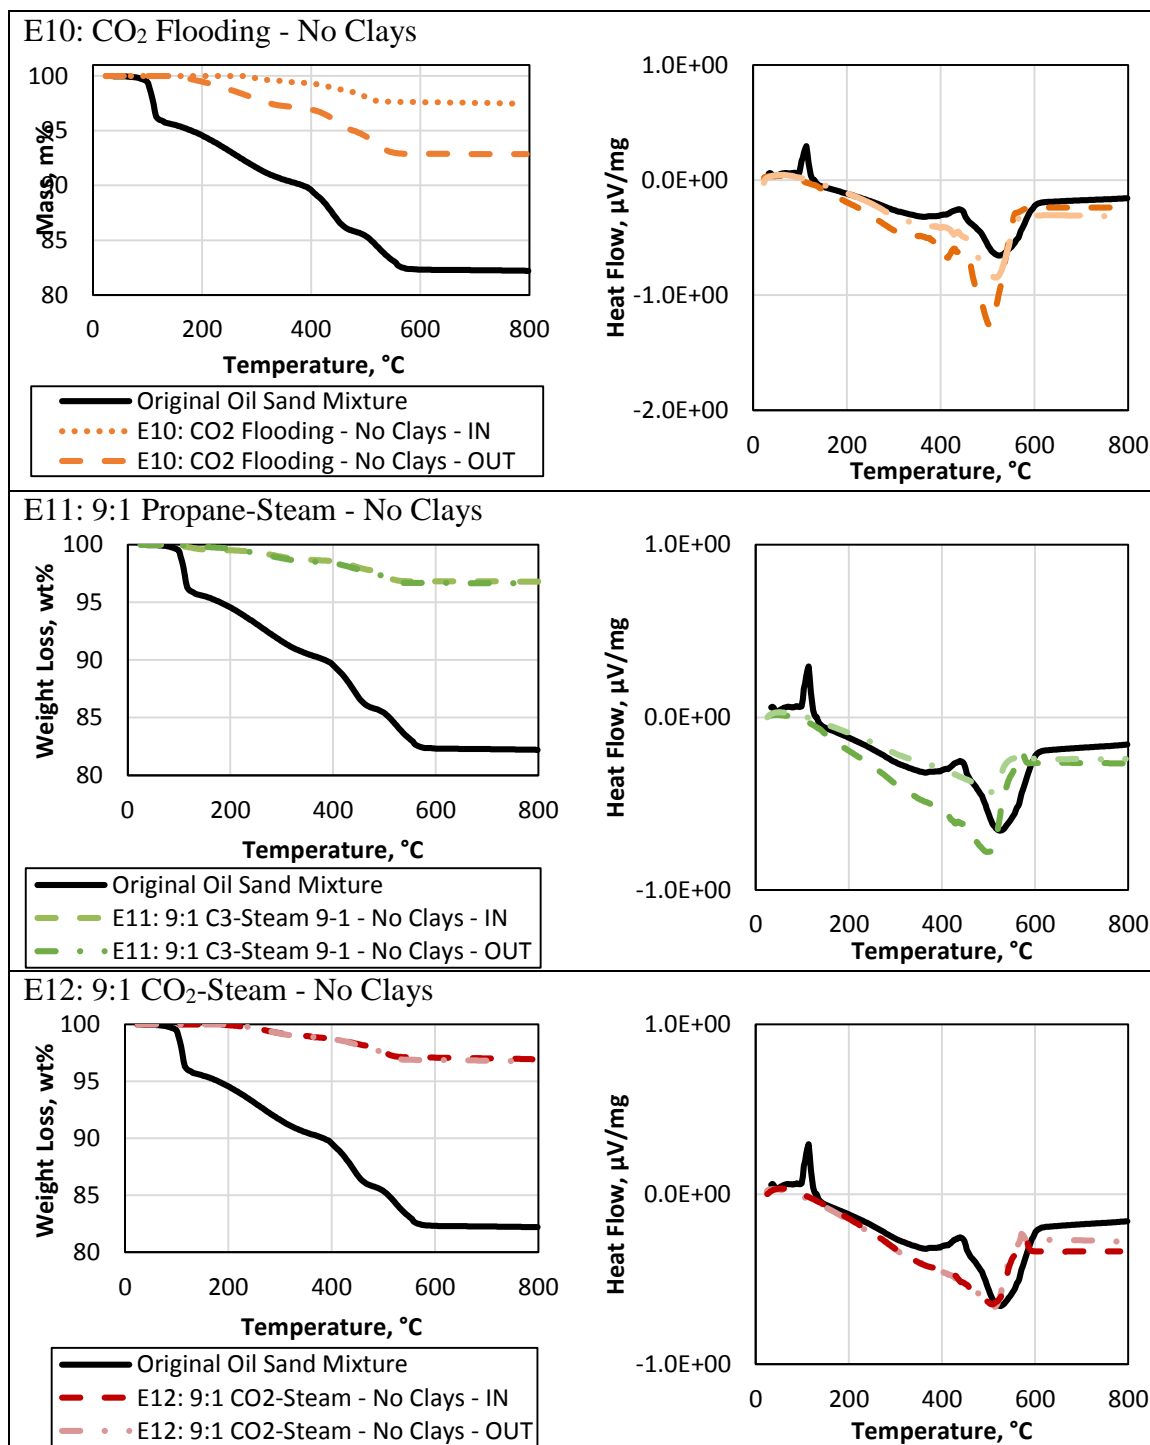 E10: CO₂ Flooding - No Clays
100
95
90
85
80
Mass, m%
0 200 400 600 800
Temperature, °C
Original Oil Sand Mixture
E10: CO2 Flooding - No Clays - IN
E10: CO2 Flooding - No Clays - OUT
1.0E+00
0.0E+00
-1.0E+00
-2.0E+00
Heat Flow, µV/mg
0 200 400 600 800
Temperature, °C
E11: 9:1 Propane-Steam - No Clays
100
95
90
85
80
Weight Loss, wt%
0 200 400 600 800
Temperature, °C
Original Oil Sand Mixture
E11: 9:1 C3-Steam 9-1 - No Clays - IN
E11: 9:1 C3-Steam 9-1 - No Clays - OUT
1.0E+00
0.0E+00
-1.0E+00
Heat Flow, µV/mg
0 200 400 600 800
Temperature, °C
E12: 9:1 CO₂-Steam - No Clays
100
95
90
85
80
Weight Loss, wt%
0 200 400 600 800
Temperature, °C
Original Oil Sand Mixture
E12: 9:1 CO2-Steam - No Clays - IN
E12: 9:1 CO2-Steam - No Clays - OUT
1.0E+00
0.0E+00
-1.0E+00
Heat Flow, µV/mg
0 200 400 600 800
Temperature, °C